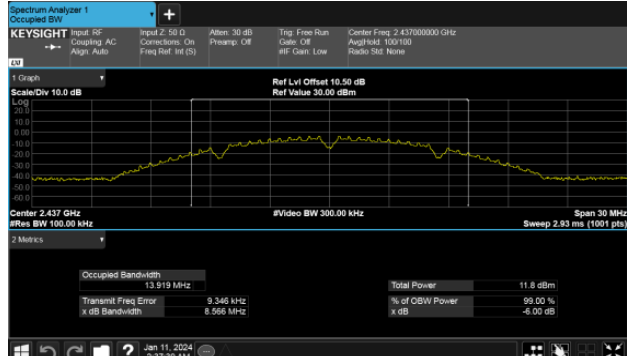 Spectrum Analyzer 1
Occupied BW
+
KEYSIGHT
Input: RF
Coupling: AC
Align: Auto
Input Z: 50 Ω
Corrections: On
Freq Ref: Int (S)
Atten: 30 dB
Preamp: Off
Trig: Free Run
Gate: Off
#IF Gain: Low
Center Freq: 2.437000000 GHz
Avg|Hold: 100/100
Radio Std: None
LXI
1 Graph
Scale/Div 10.0 dB
Ref Lvl Offset 10.50 dB
Ref Value 30.00 dBm
Log
20.0
10.0
0.00
-10.0
-20.0
-30.0
-40.0
-50.0
-60.0
Center 2.437 GHz
#Res BW 100.00 kHz
#Video BW 300.00 kHz
Span 30 MHz
Sweep 2.93 ms (1001 pts)
2 Metrics
Occupied Bandwidth
13.919 MHz
Transmit Freq Error 9.346 kHz
x dB Bandwidth 8.566 MHz
Total Power 11.8 dBm
% of OBW Power 99.00 %
x dB -6.00 dB
?
Jan 11, 2024